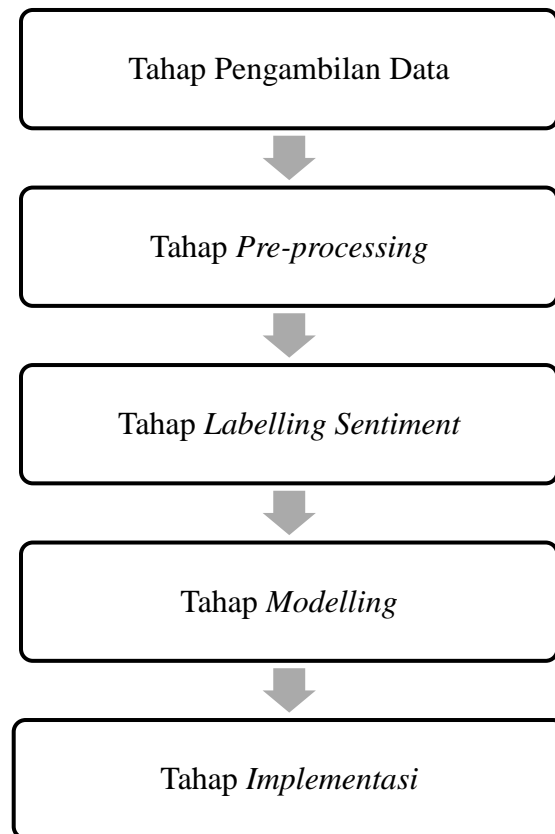 Tahap Pengambilan Data
Tahap Pre-processing
Tahap Labelling Sentiment
Tahap Modelling
Tahap Implementasi